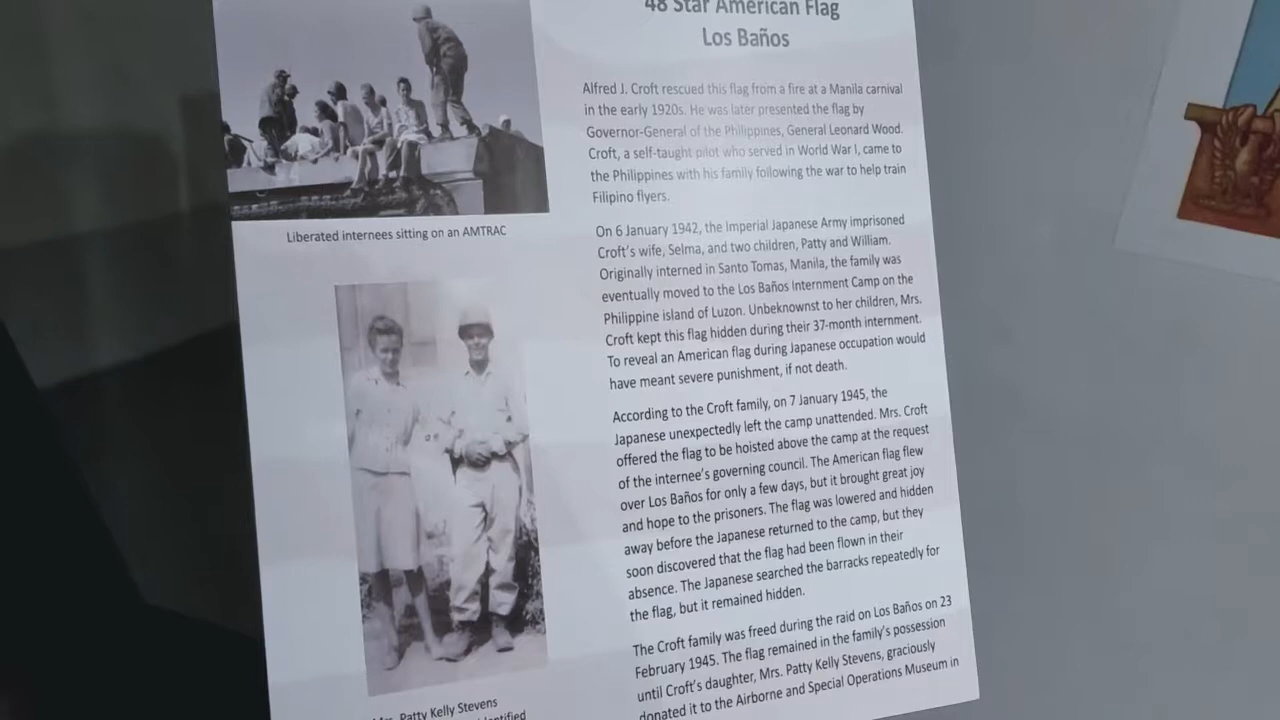 48 Star American Flag
Los Baños
Alfred J. Croft rescued this flag from a fire at a Manila carnival
in the early 1920s. He was later presented the flag by
Governor-General of the Philippines, General Leonard Wood.
Croft, a self-taught pilot who served in World War I, came to
the Philippines with his family following the war to help train
Filipino flyers.
On 6 January 1942, the Imperial Japanese Army imprisoned
Croft's wife, Selma, and two children, Patty and William.
Originally interned in Santo Tomas, Manila, the family was
eventually moved to the Los Baños Internment Camp on the
Philippine island of Luzon. Unbeknownst to her children, Mrs.
Croft kept this flag hidden during their 37-month internment.
To reveal an American flag during Japanese occupation would
have meant severe punishment, if not death.
According to the Croft family, on 7 January 1945, the
Japanese unexpectedly left the camp unattended. Mrs. Croft
offered the flag to be hoisted above the camp at the request
of the internee's governing council. The American flag flew
over Los Baños for only a few days, but it brought great joy
and hope to the prisoners. The flag was lowered and hidden
away before the Japanese returned to the camp, but they
soon discovered that the flag had been flown in their
absence. The Japanese searched the barracks repeatedly for
the flag, but it remained hidden.
The Croft family was freed during the raid on Los Baños on 23
February 1945. The flag remained in the family's possession
until Croft's daughter, Mrs. Patty Kelly Stevens, graciously
donated it to the Airborne and Special Operations Museum in
Liberated internees sitting on an AMTRAC
Mrs. Patty Kelly Stevens